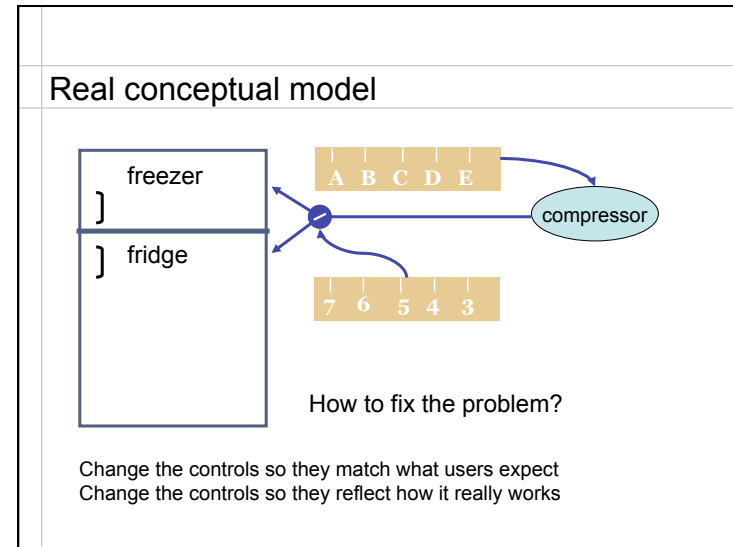 Real conceptual model
freezer
A B C D E
compressor
fridge
7 6 5 4 3
How to fix the problem?
Change the controls so they match what users expect
Change the controls so they reflect how it really works